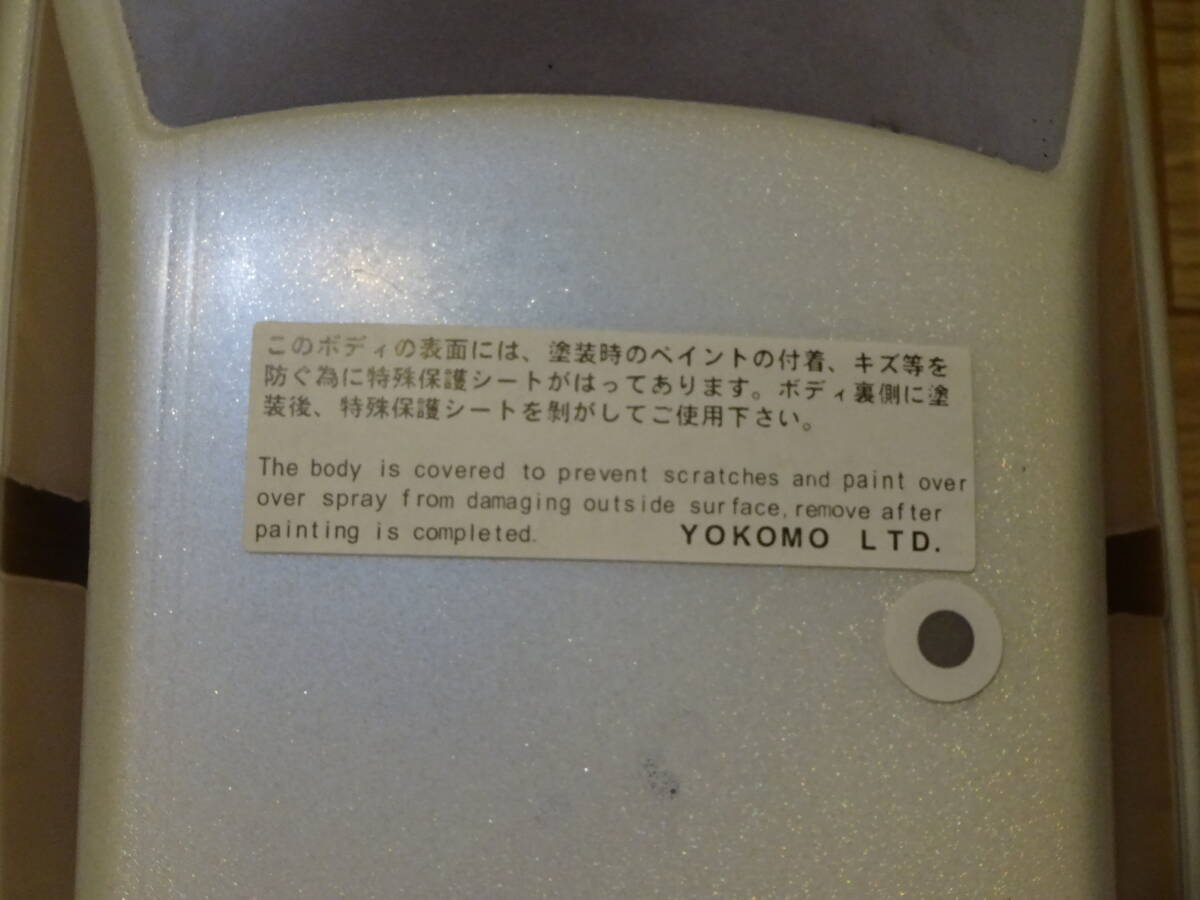 このボディの表面には、塗装時のペイントの付着、キズ等を
防ぐ為に特殊保護シートがはってあります。ボディ裏側に塗
装後、特殊保護シートを剝がしてご使用下さい。
The body is covered to prevent scratches and paint over
over spray from damaging outside surface, remove after
painting is completed. YOKOMO LTD.